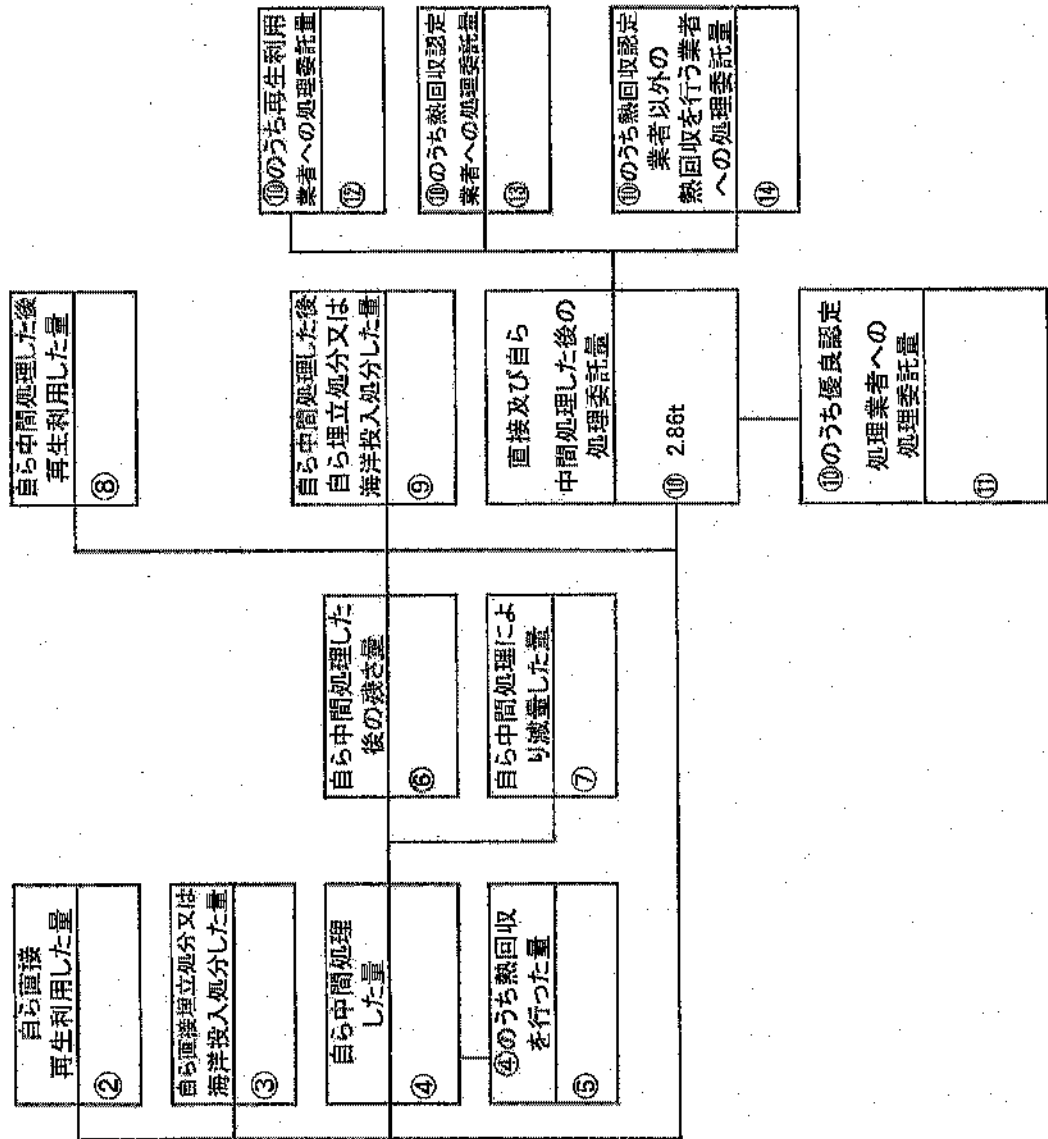 自ら直接
再生利用した量
②
自ら直接埋立処分又は
海洋投入処分した量
③
自ら中間処理
した量
④
④のうち熱回収
を行った量
⑤
自ら中間処理した
後の残さ量
⑥
自ら中間処理によ
り減量した量
⑦
自ら中間処理した後
再生利用した量
⑧
自ら中間処理した後
自ら埋立処分又は
海洋投入処分した量
⑨
直接及び自ら
中間処理した後の
処理委託量
⑩ 2.86t
⑩のうち優良認定
処理業者への
処理委託量
⑪
⑩のうち再生利用
業者への処理委託量
⑫
⑩のうち熱回収認定
業者への処理委託量
⑬
⑩のうち熱回収認定
業者以外の
熱回収を行う業者
への処理委託量
⑭